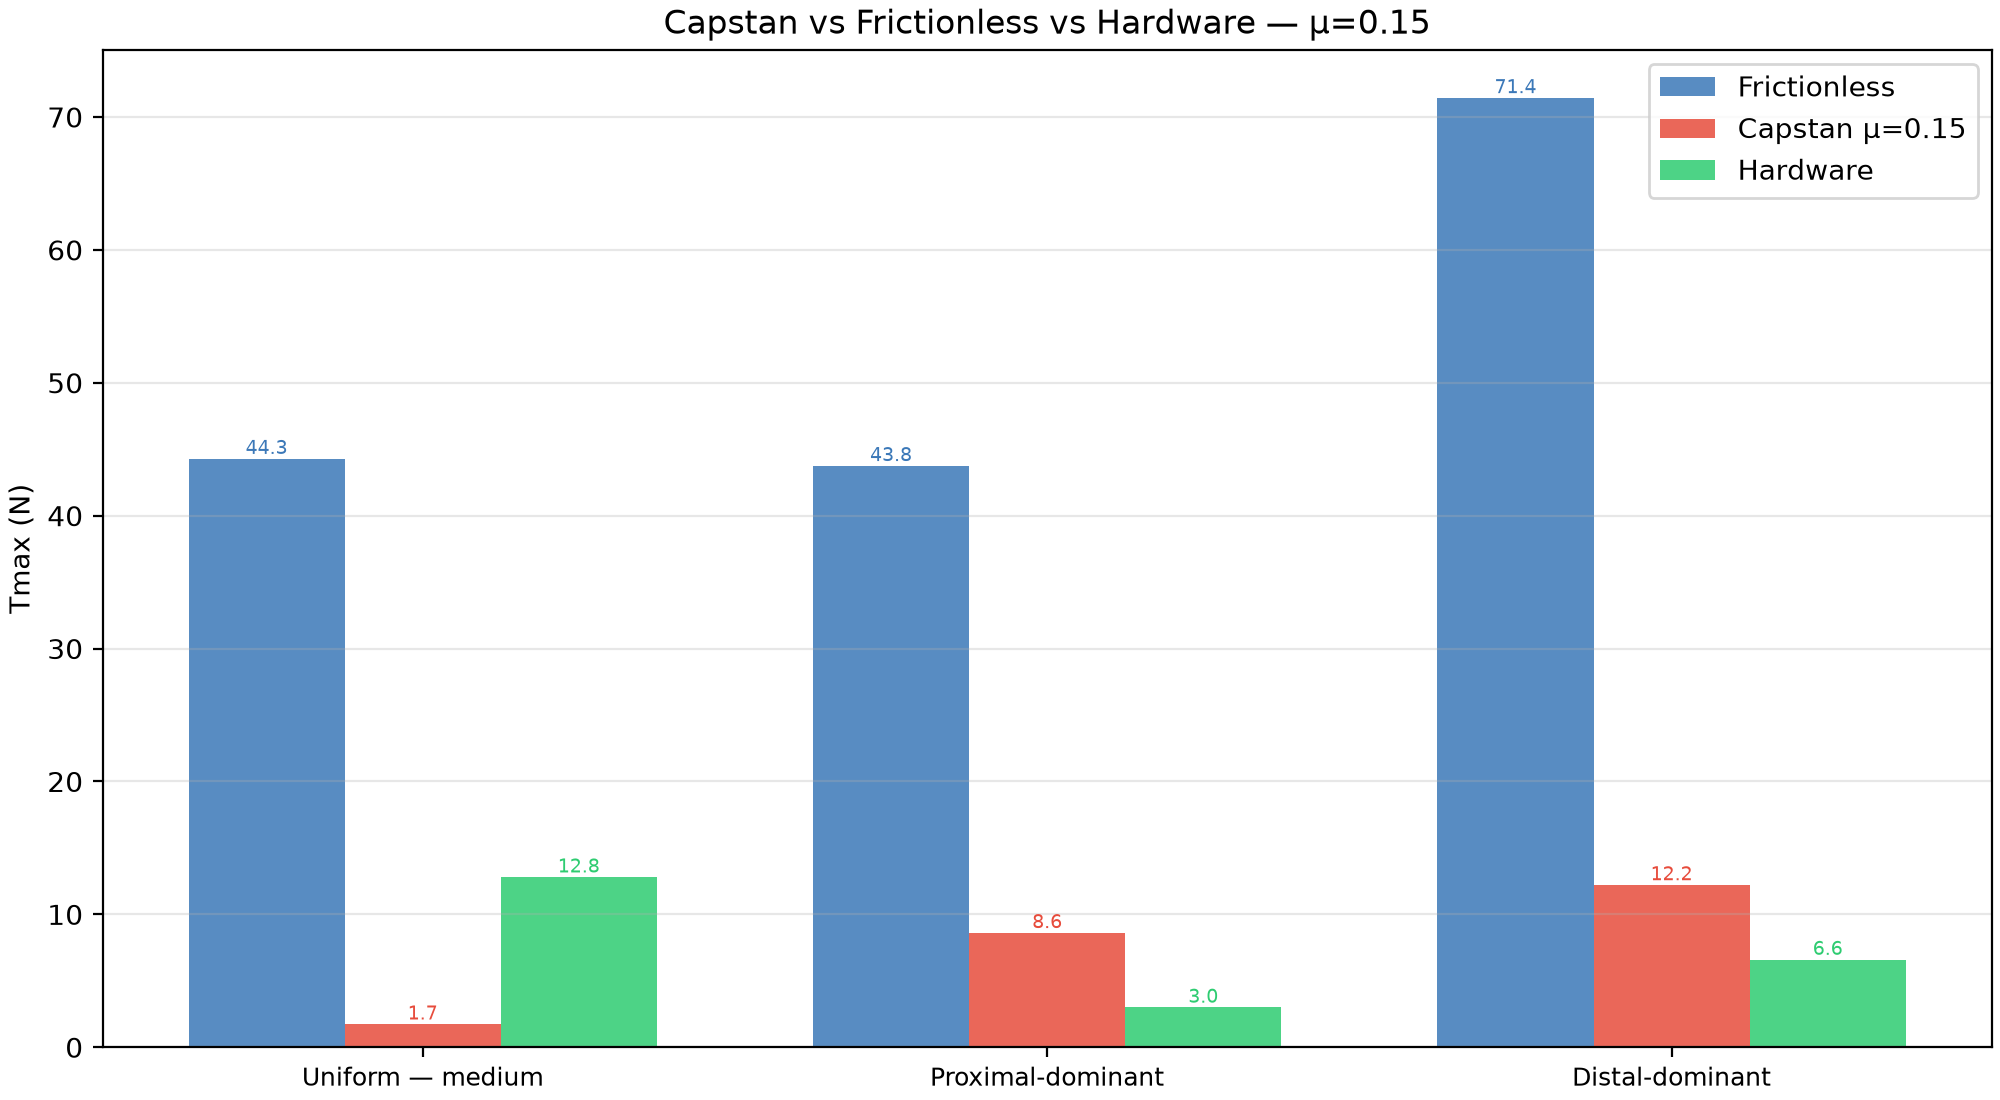 Capstan vs Frictionless vs Hardware — μ=0.15
Frictionless
Capstan μ=0.15
Hardware
Tmax (N)
70
60
50
40
30
20
10
0
44.3
1.7
12.8
43.8
8.6
3.0
71.4
12.2
6.6
Uniform — medium
Proximal-dominant
Distal-dominant